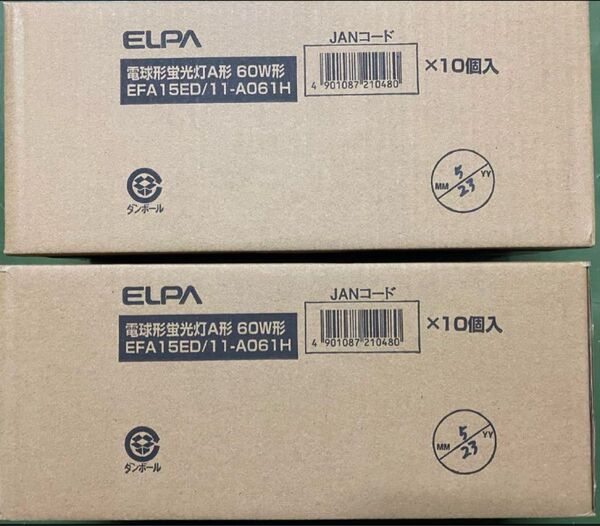 ELPA
電球形蛍光灯A形 60W形
EFA15ED/11-A061H
JANコード
4 901087 210480
×10個入
ダンボール
MM 5/23 YY
ELPA
電球形蛍光灯A形 60W形
EFA15ED/11-A061H
JANコード
4 901087 210480
×10個入
ダンボール
MM 5/23 YY